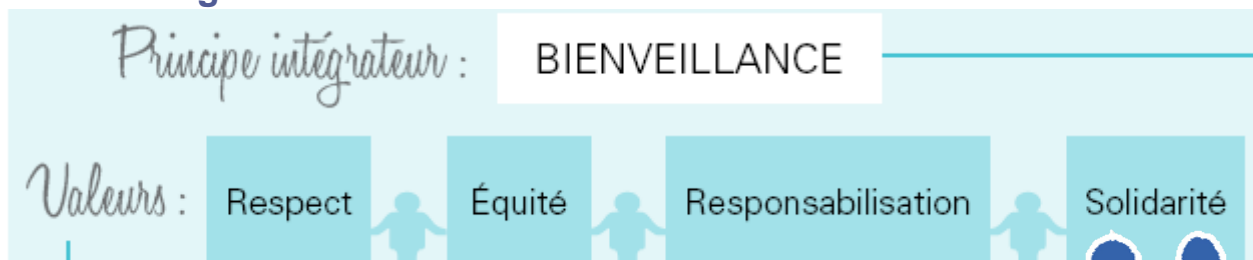 Principe intégrateur : BIENVEILLANCE
Valeurs : Respect Équité Responsabilisation Solidarité